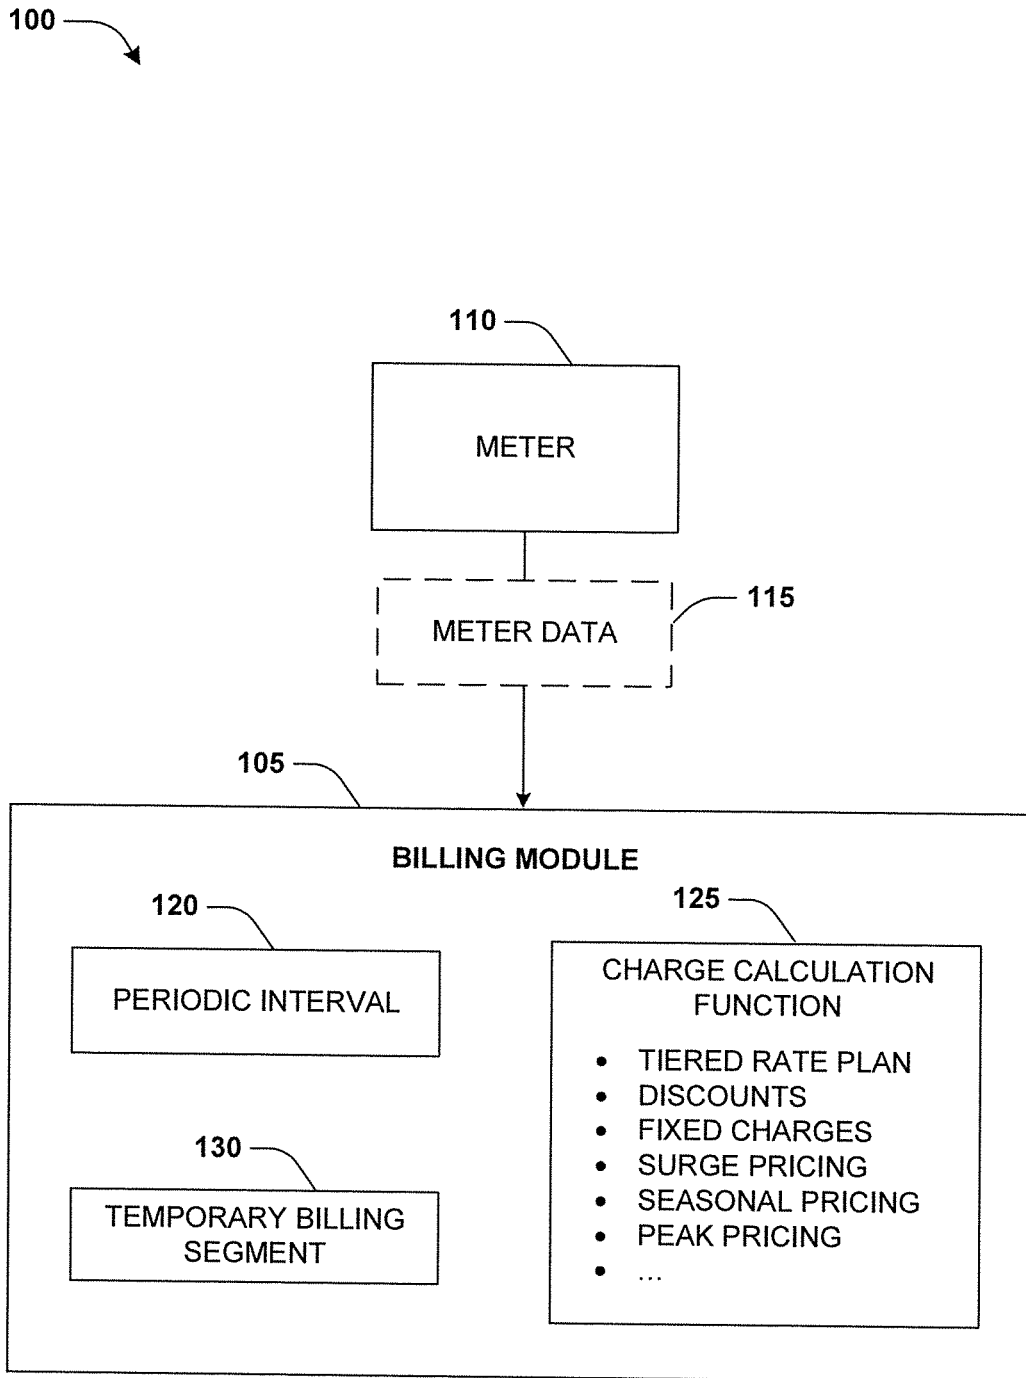 100
110
METER
115
METER DATA
105
BILLING MODULE
120
125
PERIODIC INTERVAL
CHARGE CALCULATION
FUNCTION
• TIERED RATE PLAN
• DISCOUNTS
• FIXED CHARGES
• SURGE PRICING
• SEASONAL PRICING
• PEAK PRICING
• ...
130
TEMPORARY BILLING
SEGMENT